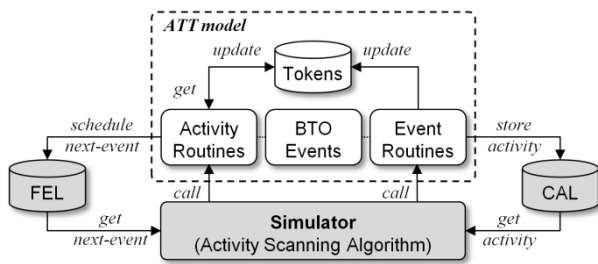 ATT model
update
update
Tokens
get
schedule
next-event
Activity
Routines
BTO
Events
Event
Routines
store
activity
FEL
call
call
CAL
get
next-event
Simulator
(Activity Scanning Algorithm)
get
activity